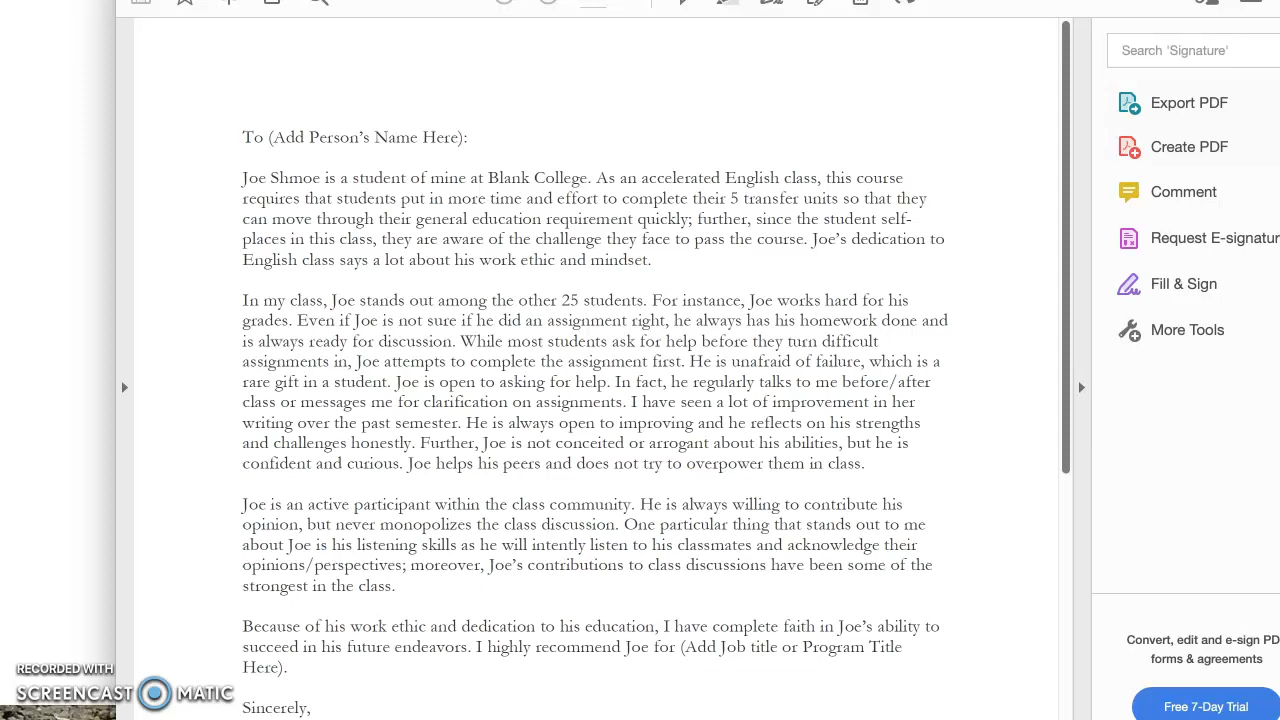 Search 'Signature'
Export PDF
Create PDF
Comment
Request E-signatur
Fill & Sign
More Tools
To (Add Person’s Name Here):
Joe Shmoe is a student of mine at Blank College. As an accelerated English class, this course
requires that students put in more time and effort to complete their 5 transfer units so that they
can move through their general education requirement quickly; further, since the student self-
places in this class, they are aware of the challenge they face to pass the course. Joe’s dedication to
English class says a lot about his work ethic and mindset.
In my class, Joe stands out among the other 25 students. For instance, Joe works hard for his
grades. Even if Joe is not sure if he did an assignment right, he always has his homework done and
is always ready for discussion. While most students ask for help before they turn difficult
assignments in, Joe attempts to complete the assignment first. He is unafraid of failure, which is a
rare gift in a student. Joe is open to asking for help. In fact, he regularly talks to me before/after
class or messages me for clarification on assignments. I have seen a lot of improvement in her
writing over the past semester. He is always open to improving and he reflects on his strengths
and challenges honestly. Further, Joe is not conceited or arrogant about his abilities, but he is
confident and curious. Joe helps his peers and does not try to overpower them in class.
Joe is an active participant within the class community. He is always willing to contribute his
opinion, but never monopolizes the class discussion. One particular thing that stands out to me
about Joe is his listening skills as he will intently listen to his classmates and acknowledge their
opinions/perspectives; moreover, Joe’s contributions to class discussions have been some of the
strongest in the class.
Because of his work ethic and dedication to his education, I have complete faith in Joe’s ability to
succeed in his future endeavors. I highly recommend Joe for (Add Job title or Program Title
Here).
Sincerely,
Convert, edit and e-sign PD
forms & agreements
Free 7-Day Trial
RECORDED WITH
SCREENCAST MATIC